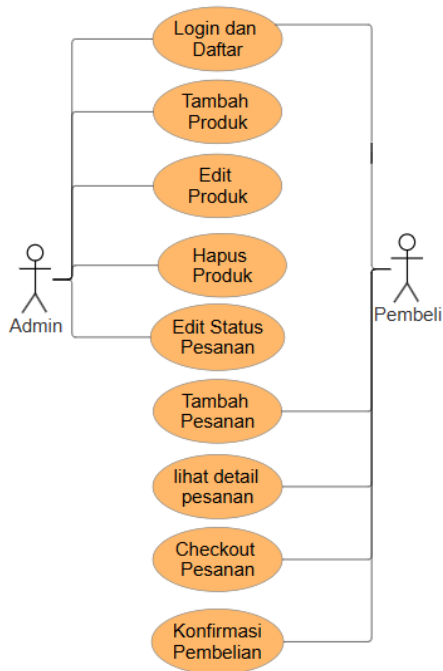 Login dan
Daftar
Tambah
Produk
Edit
Produk
Hapus
Produk
Admin
Pembeli
Edit Status
Pesanan
Tambah
Pesanan
lihat detail
pesanan
Checkout
Pesanan
Konfirmasi
Pembelian